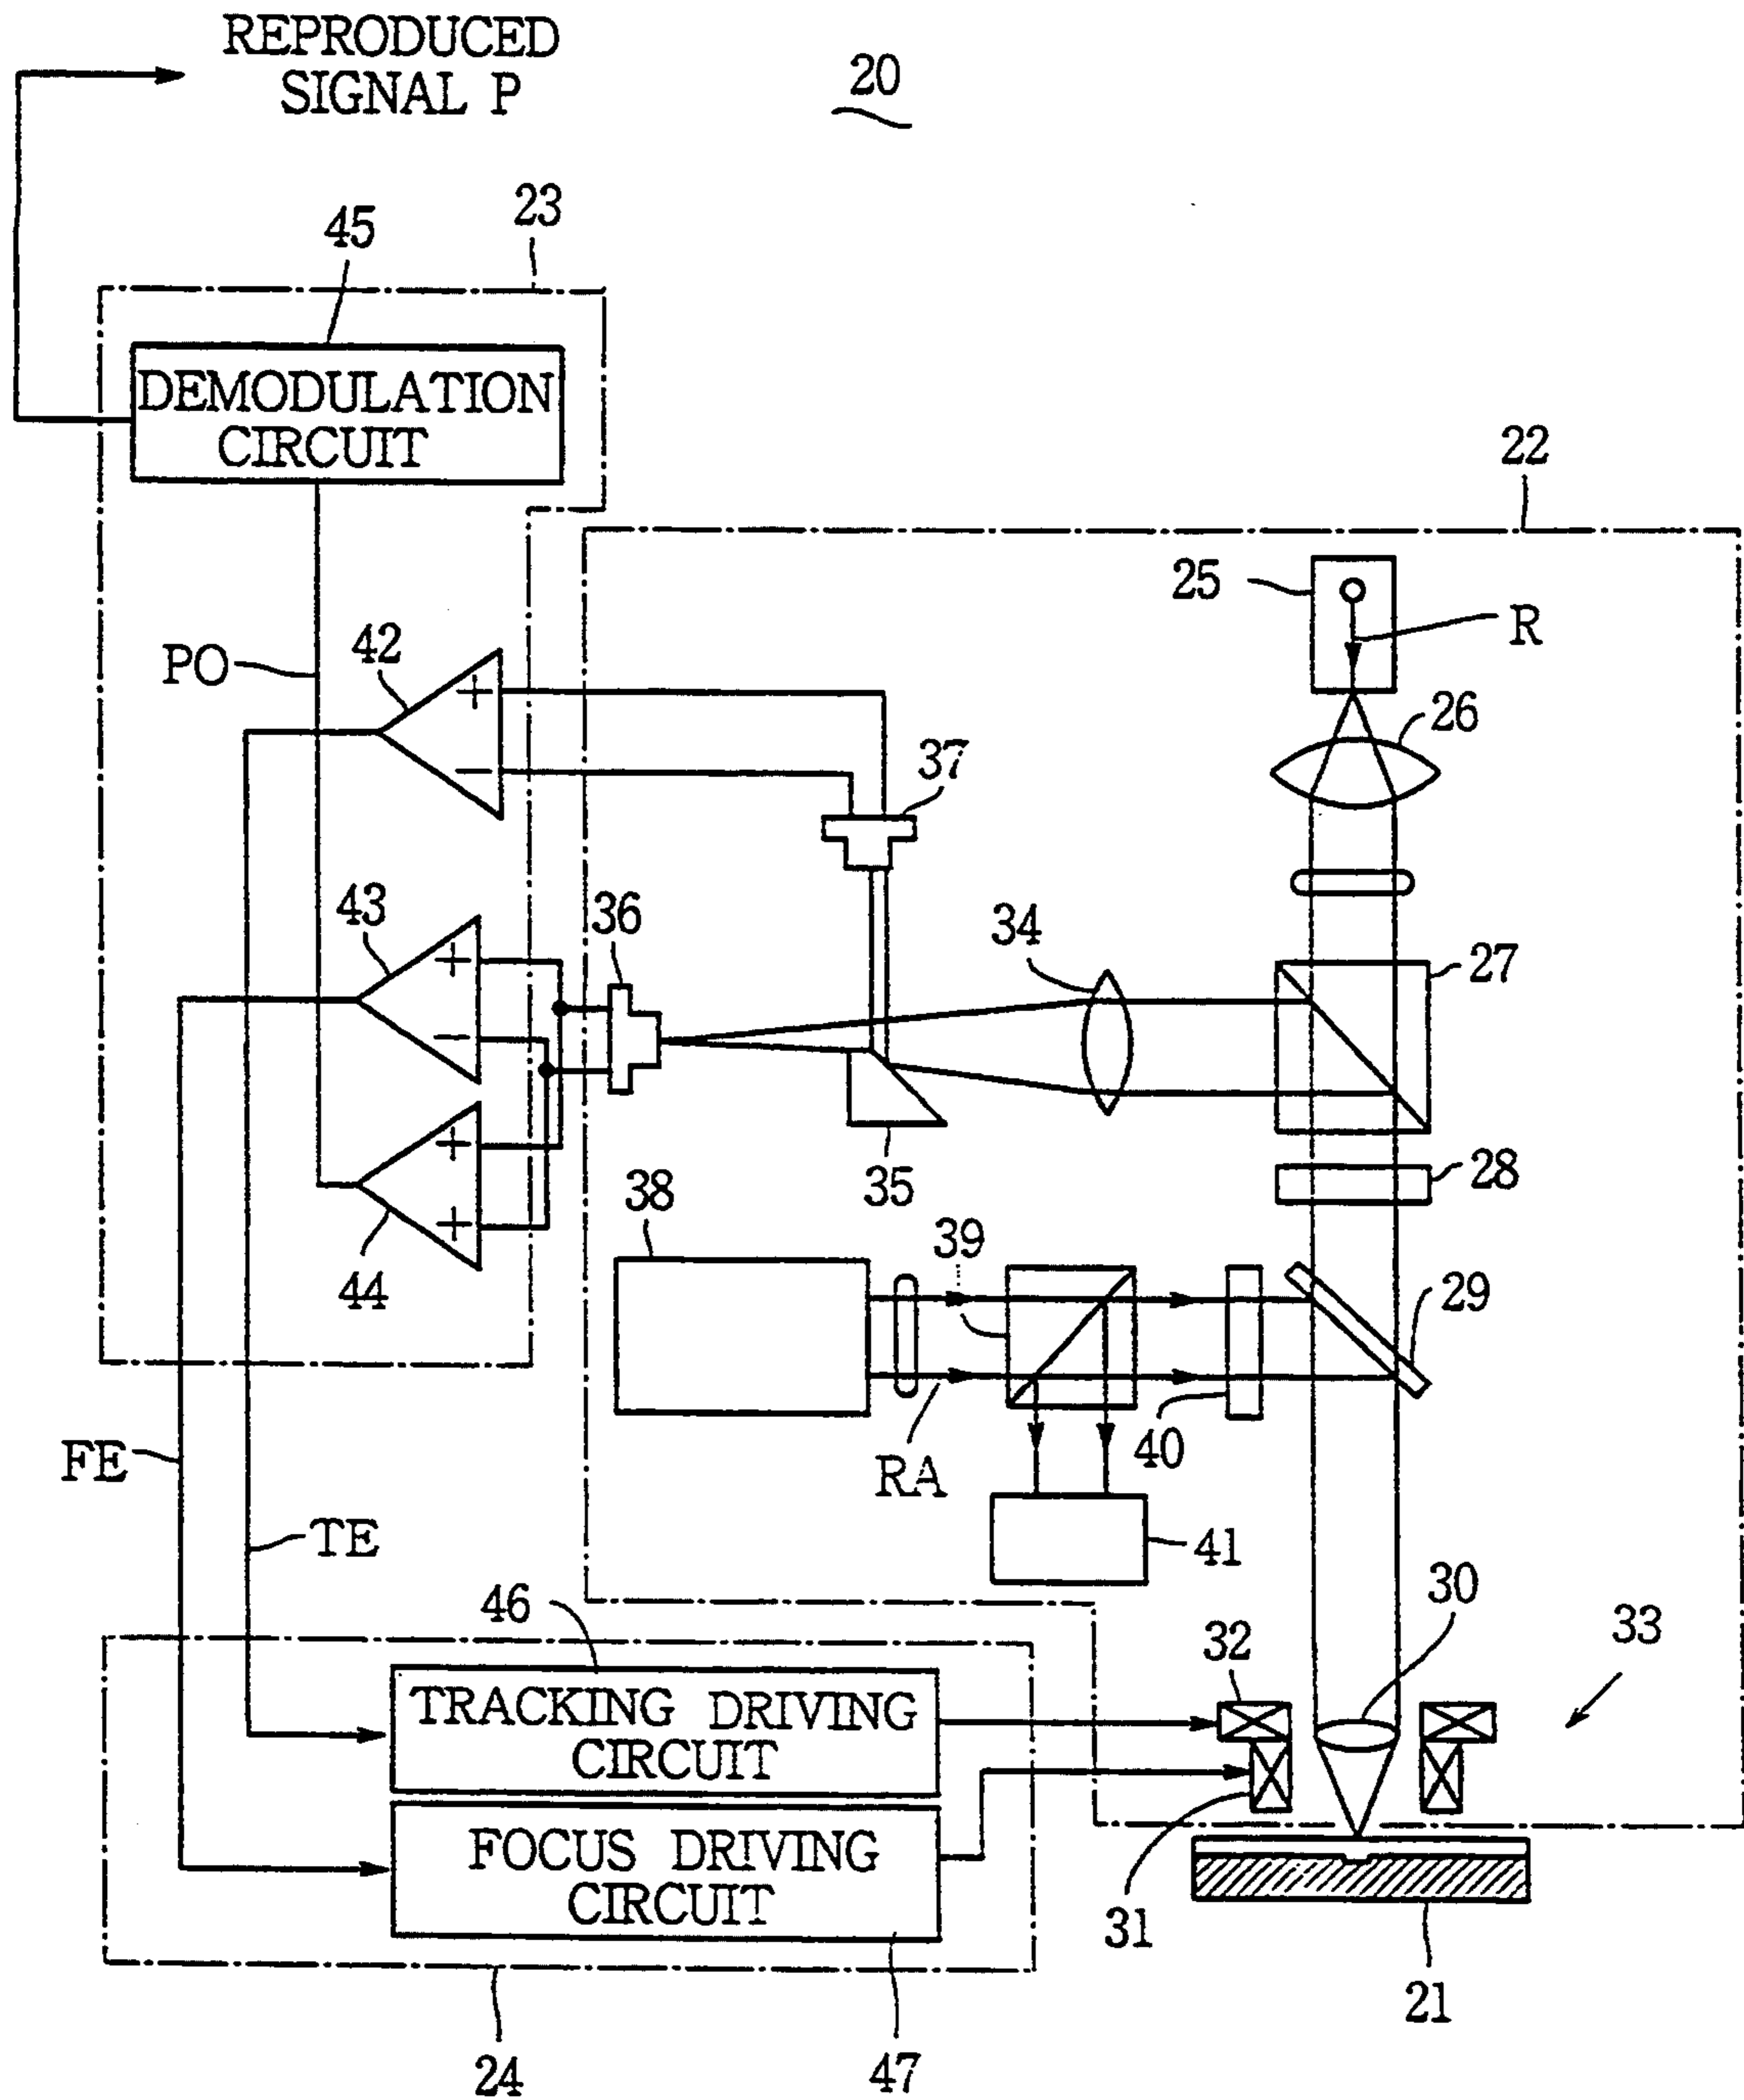 REPRODUCED
SIGNAL P
20
23
45
DEMODULATION
CIRCUIT
22
25
R
PO
42
+
−
26
37
43
+
−
36
34
27
44
+
+
35
28
38
39
29
RA
40
41
FE
TE
30
33
32
46
TRACKING DRIVING
CIRCUIT
FOCUS DRIVING
CIRCUIT
31
21
24
47